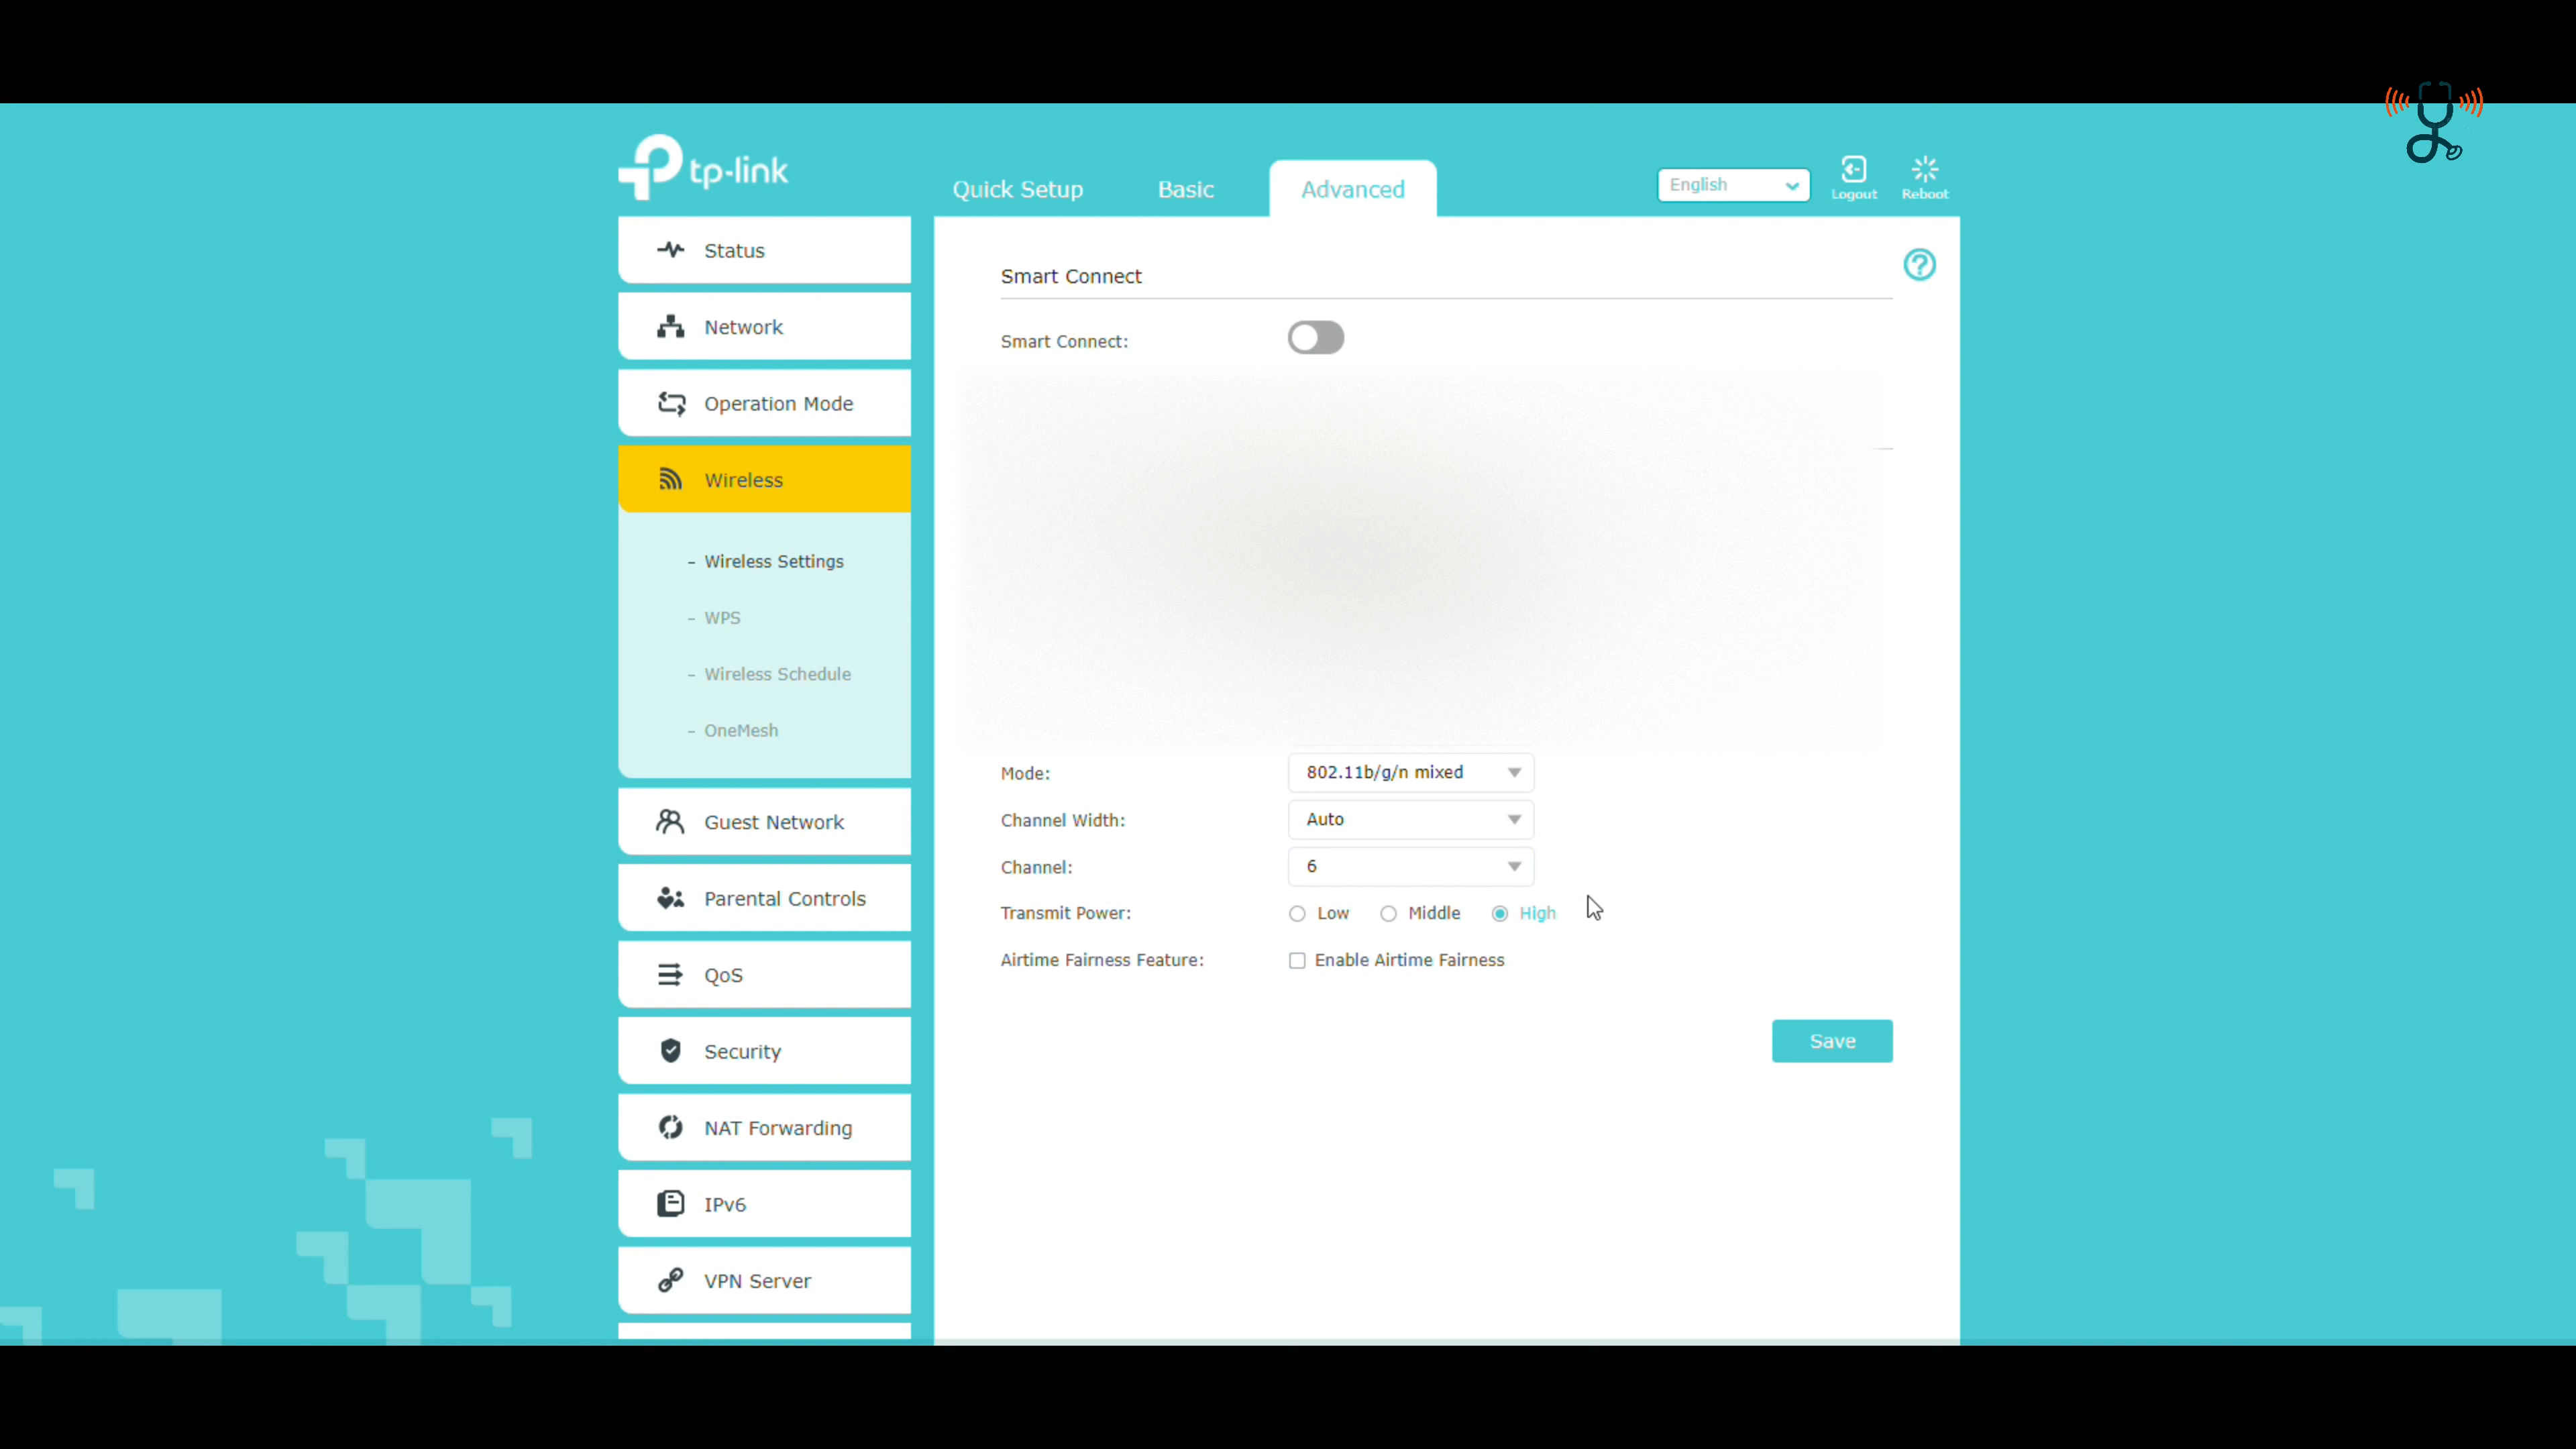 tp-link
Quick Setup Basic Advanced
English
Logout Reboot
Status
Network
Operation Mode
Wireless
- Wireless Settings
- WPS
- Wireless Schedule
- OneMesh
Guest Network
Parental Controls
QoS
Security
NAT Forwarding
IPv6
VPN Server
Smart Connect
Smart Connect:
Mode: 802.11b/g/n mixed
Channel Width: Auto
Channel: 6
Transmit Power: Low Middle High
Airtime Fairness Feature: Enable Airtime Fairness
Save